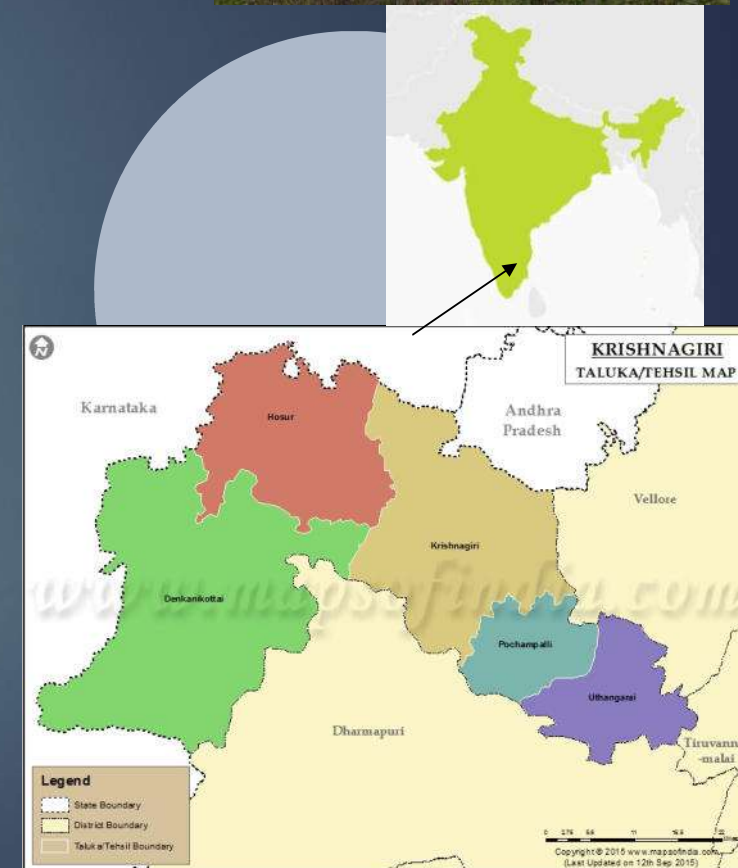 KRISHNAGIRI
TALUKA/TEHSIL MAP
Karnataka
Hosur
Andhra
Pradesh
Vellore
Krishnagiri
www.mapsofindia.com
Denkanikottai
Pochampalli
Uthangarai
Dharmapuri
Tiruvann
-malai
Legend
State Boundary
District Boundary
Taluka/Tehsil Boundary
Copyright © 2015 www.mapsofindia.com
(Last Updated on 12th Sep 2015)